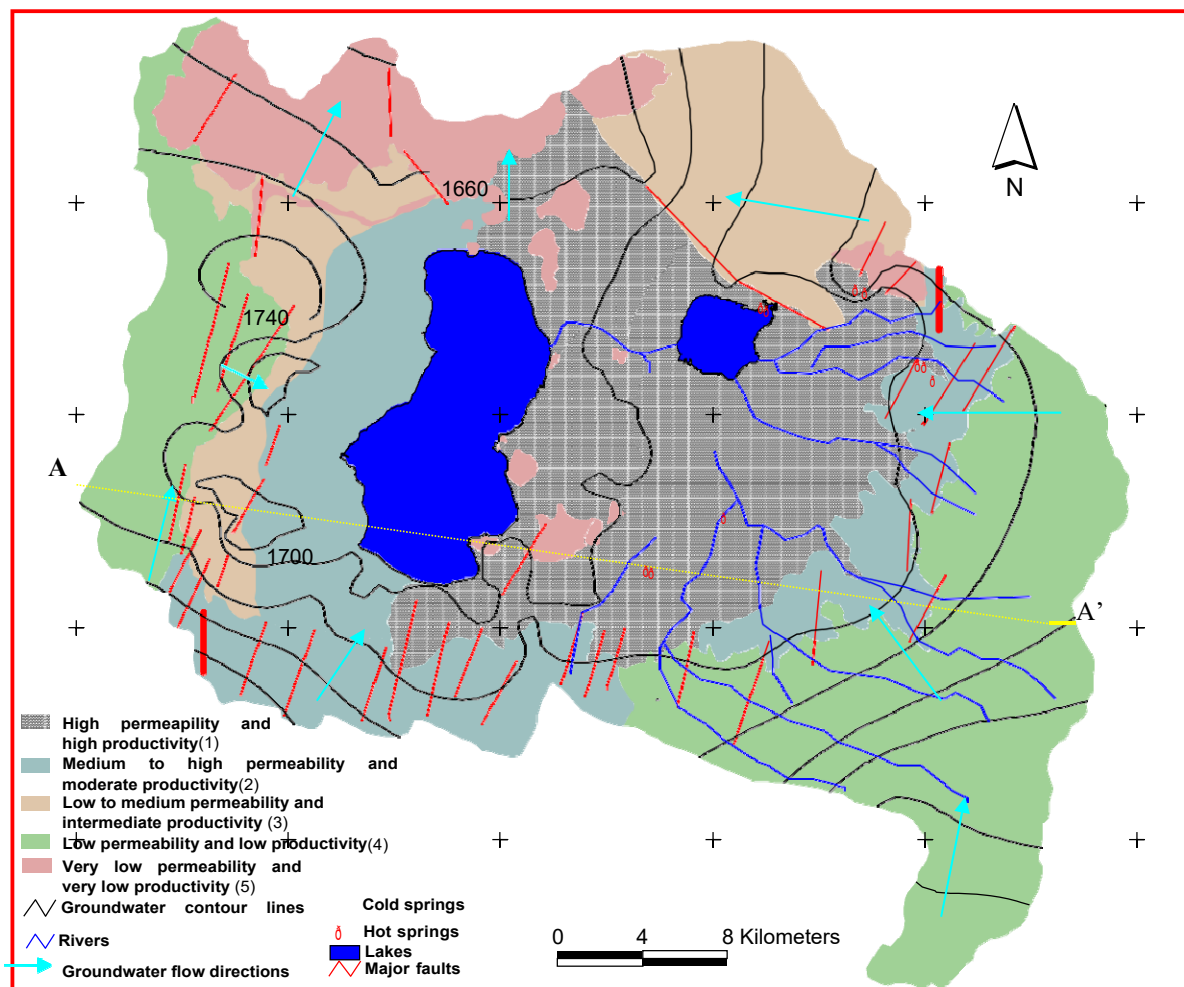 N
1660
1740
A
1700
A’
High permeapility and
high productivity(1)
Medium to high permeability and
moderate productivity(2)
Low to medium permeability and
intermediate productivity (3)
Low permeability and low productivity(4)
Very low permeability and
very low productivity (5)
Groundwater contour lines
Rivers
Groundwater flow directions
Cold springs
Hot springs
Lakes
Major faults
0 4 8 Kilometers